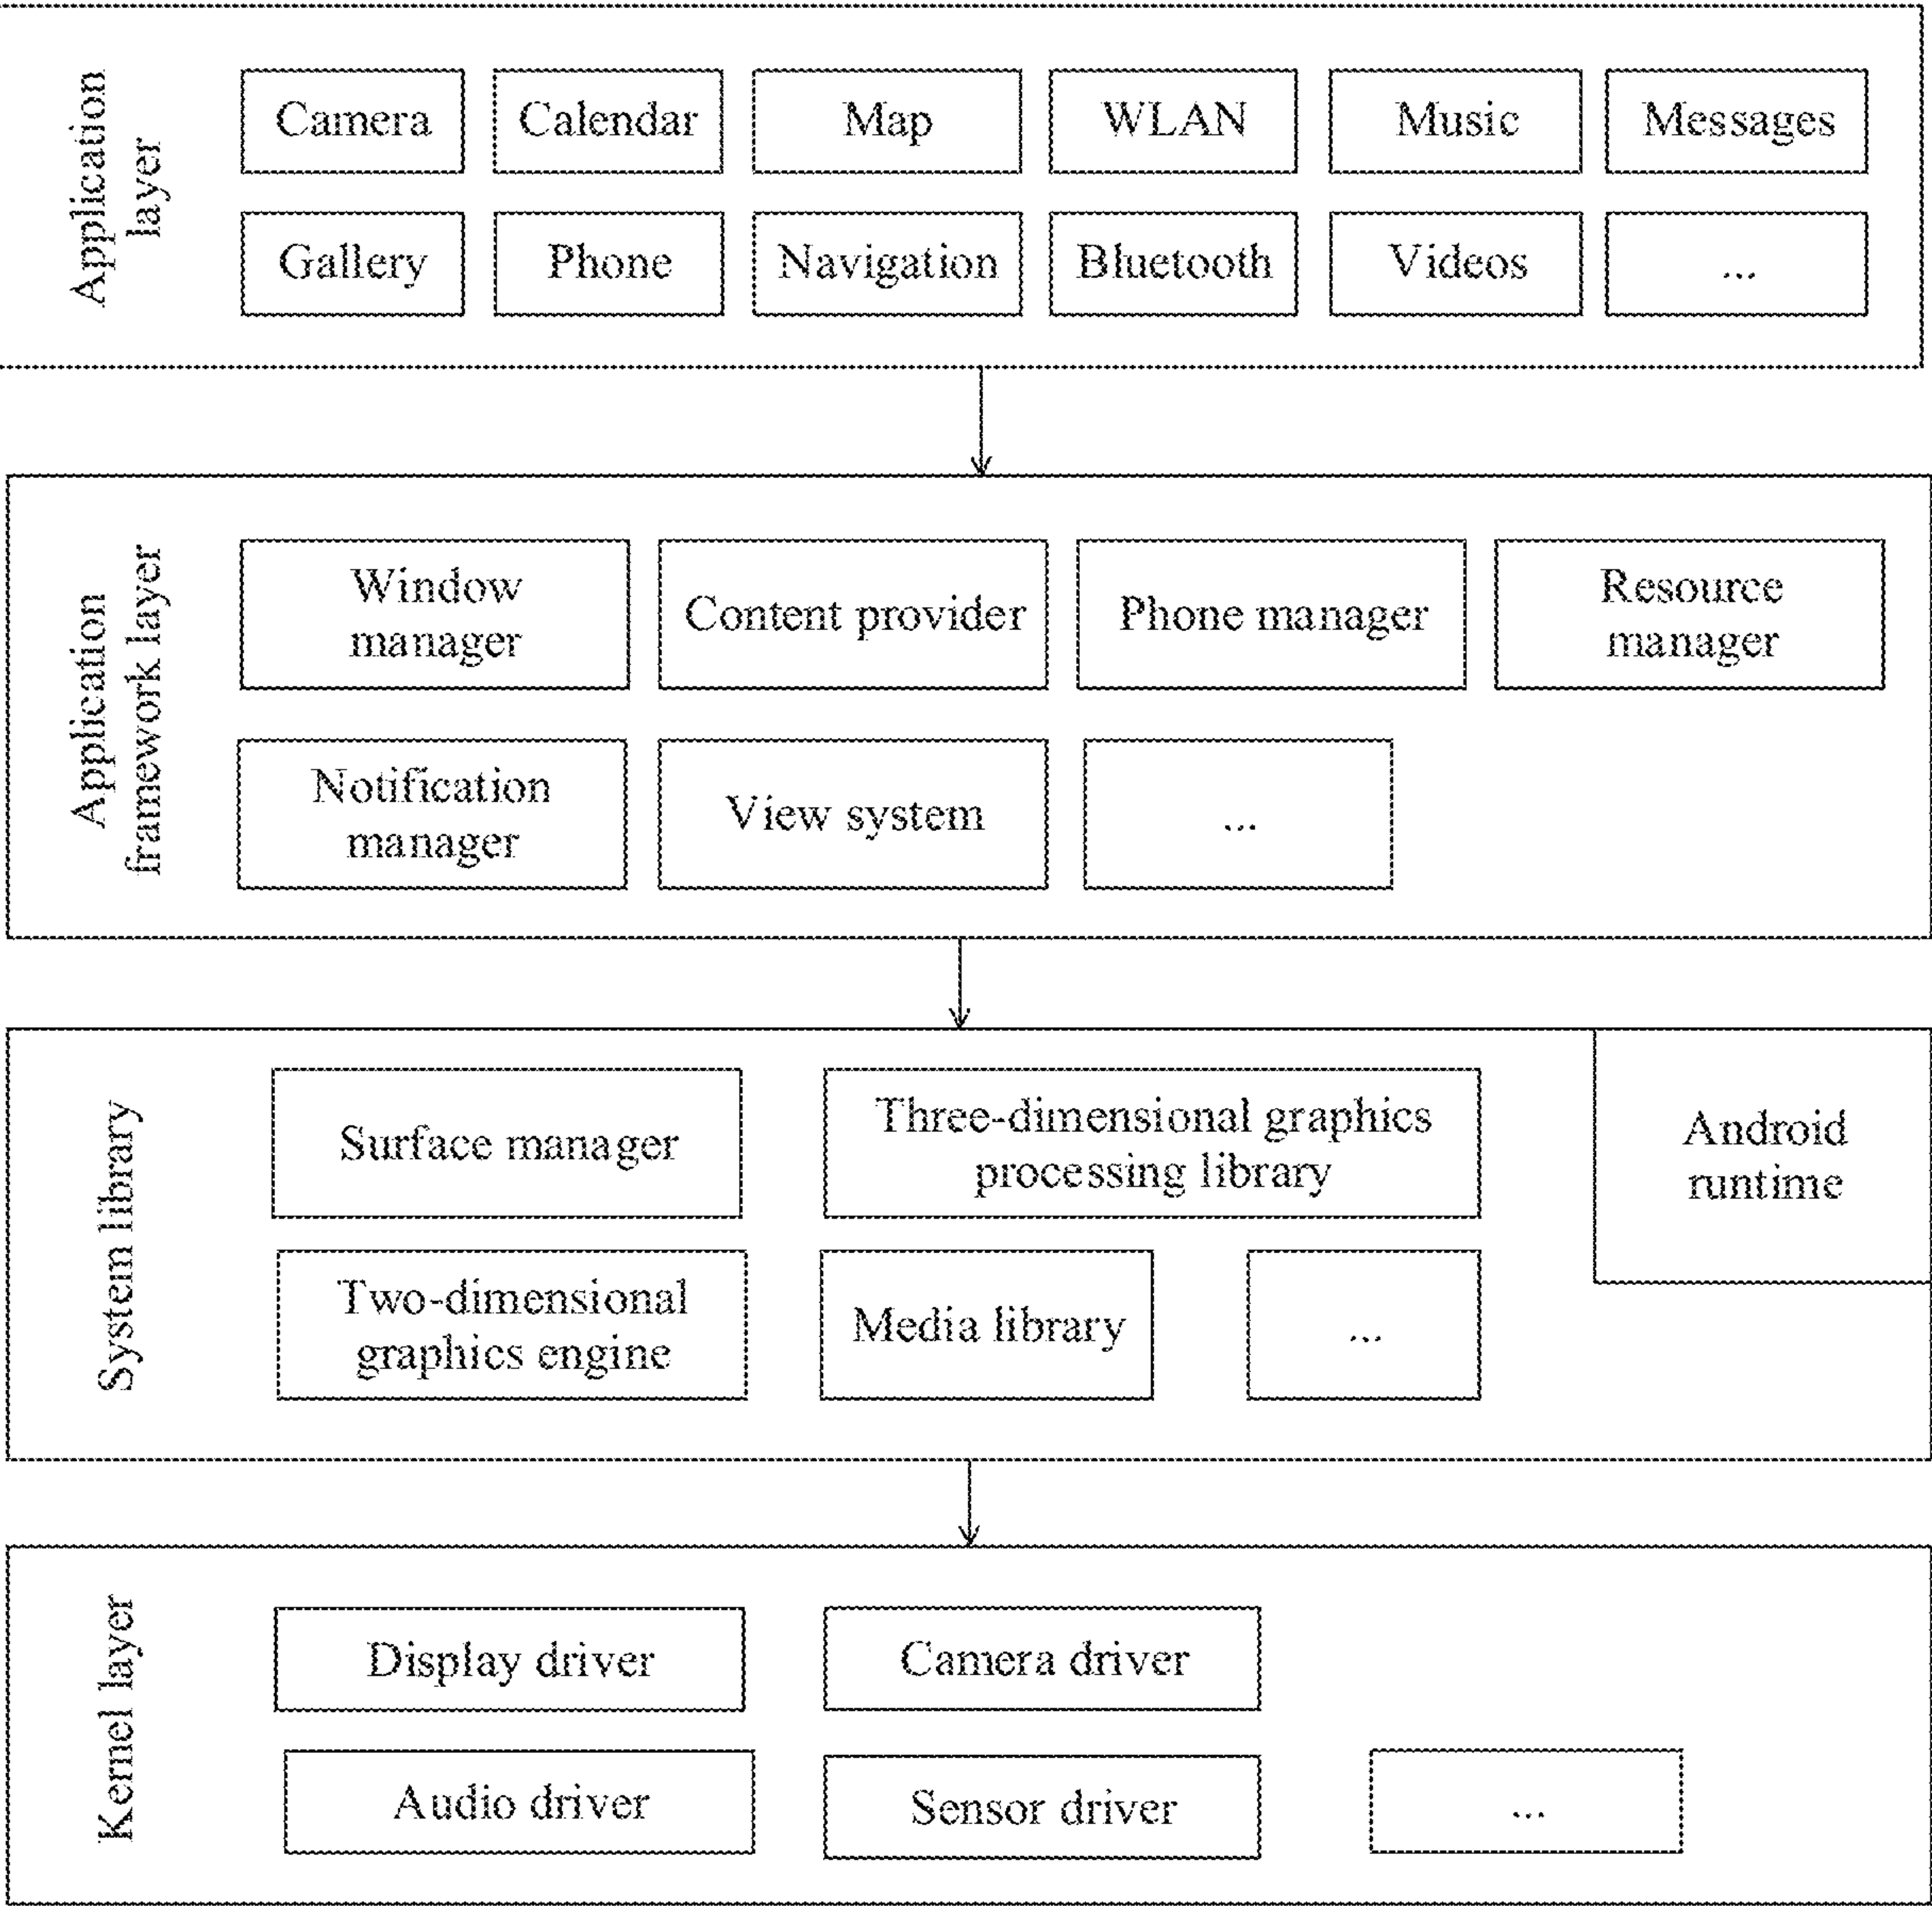 Application
layer
Camera
Calendar
Map
WLAN
Music
Messages
Gallery
Phone
Navigation
Bluetooth
Videos
...
Application
framework layer
Window
manager
Content provider
Phone manager
Resource
manager
Notification
manager
View system
...
System library
Surface manager
Three-dimensional graphics
processing library
Android
runtime
Two-dimensional
graphics engine
Media library
...
Kernel layer
Display driver
Camera driver
Audio driver
Sensor driver
...